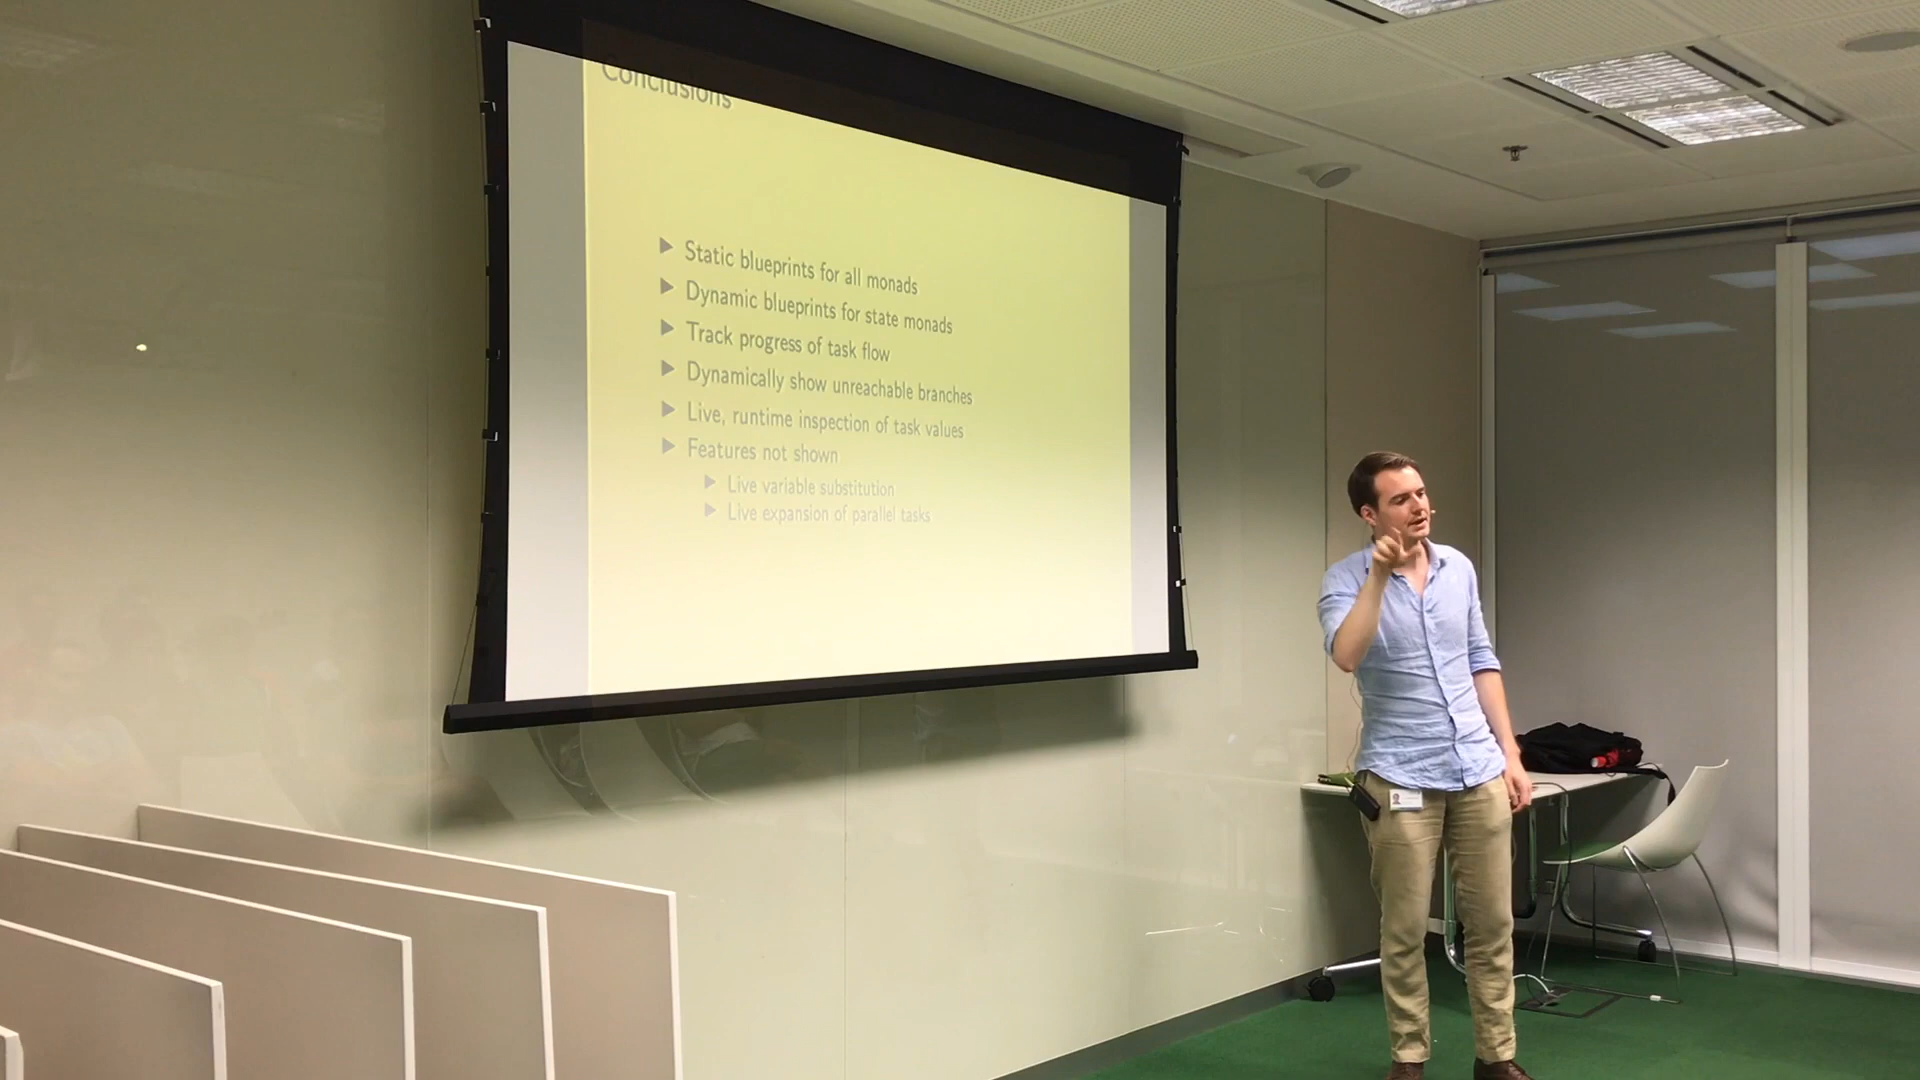 Conclusions
Static blueprints for all monads
Dynamic blueprints for state monads
Track progress of task flow
Dynamically show unreachable branches
Live, runtime inspection of task values
Features not shown
Live variable substitution
Live expansion of parallel tasks